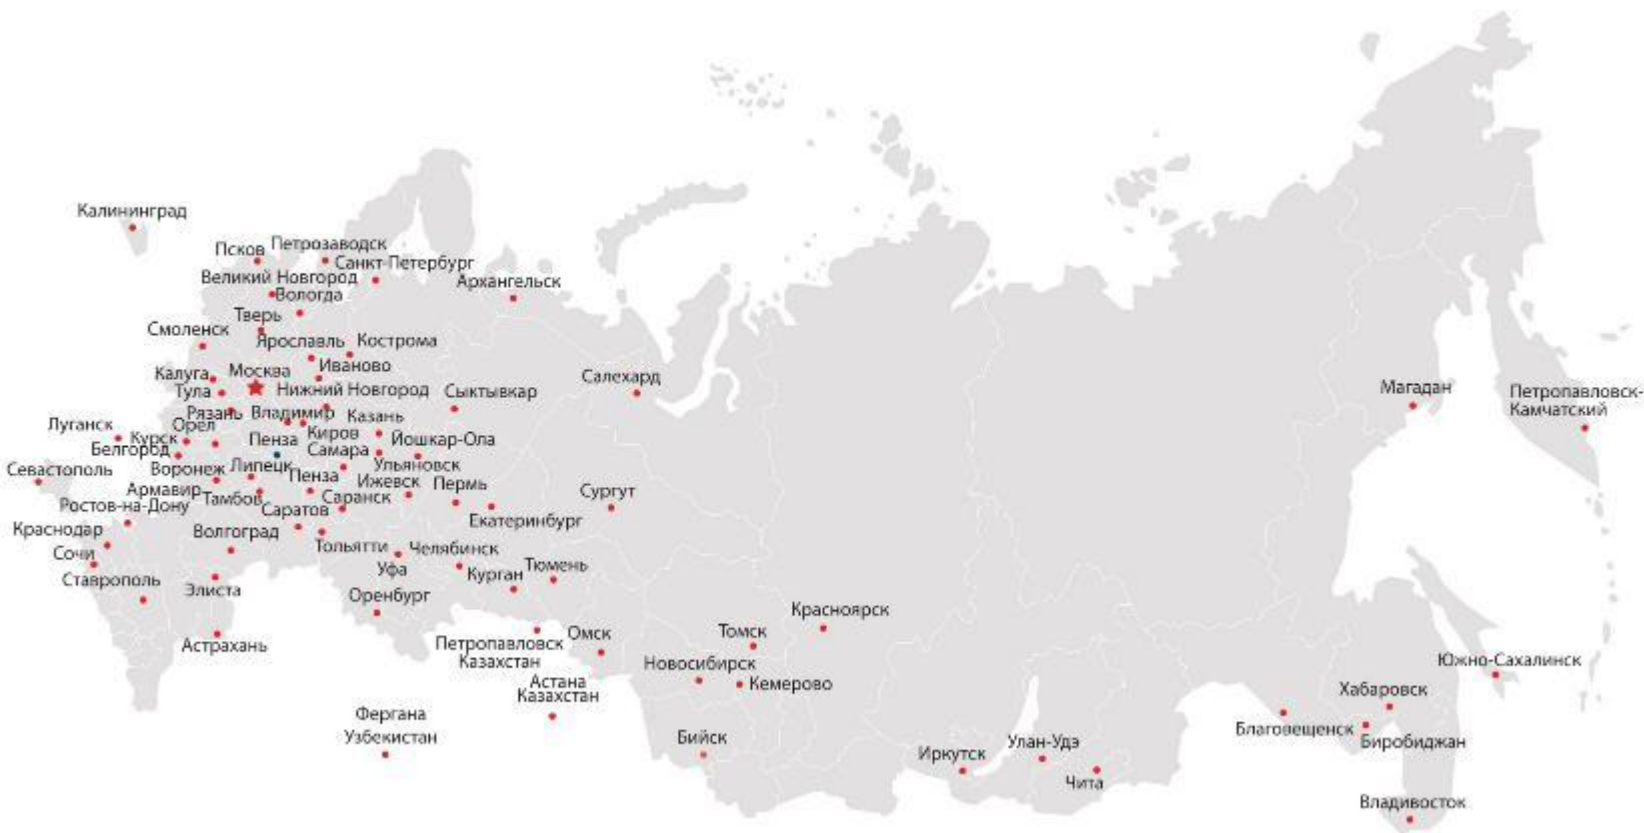 Калининград
Псков
Петрозаводск
Санкт-Петербург
Великий Новгород
Вологда
Архангельск
Тверь
Смоленск
Ярославль
Кострома
Калуга
Москва
Иваново
Тула
Нижний Новгород
Сыктывкар
Салехард
Магадан
Петропавловск-
Камчатский
Рязань
Владимир
Казань
Луганск
Орел
Курск
Пенза
Киров
Йошкар-Ола
Белгород
Самара
Севастополь
Воронеж
Липецк
Пенза
Ульяновск
Ижевск
Пермь
Армавир
Тамбов
Саранск
Сургут
Ростов-на-Дону
Саратов
Екатеринбург
Краснодар
Волгоград
Сочи
Тольятти
Челябинск
Уфа
Курган
Тюмень
Ставрополь
Элиста
Оренбург
Красноярск
Астрахань
Петропавловск
Казахстан
Омск
Томск
Новосибирск
Кемерово
Астана
Казахстан
Южно-Сахалинск
Хабаровск
Фергана
Узбекистан
Бийск
Иркутск
Улан-Удэ
Чита
Благовещенск
Биробиджан
Владивосток